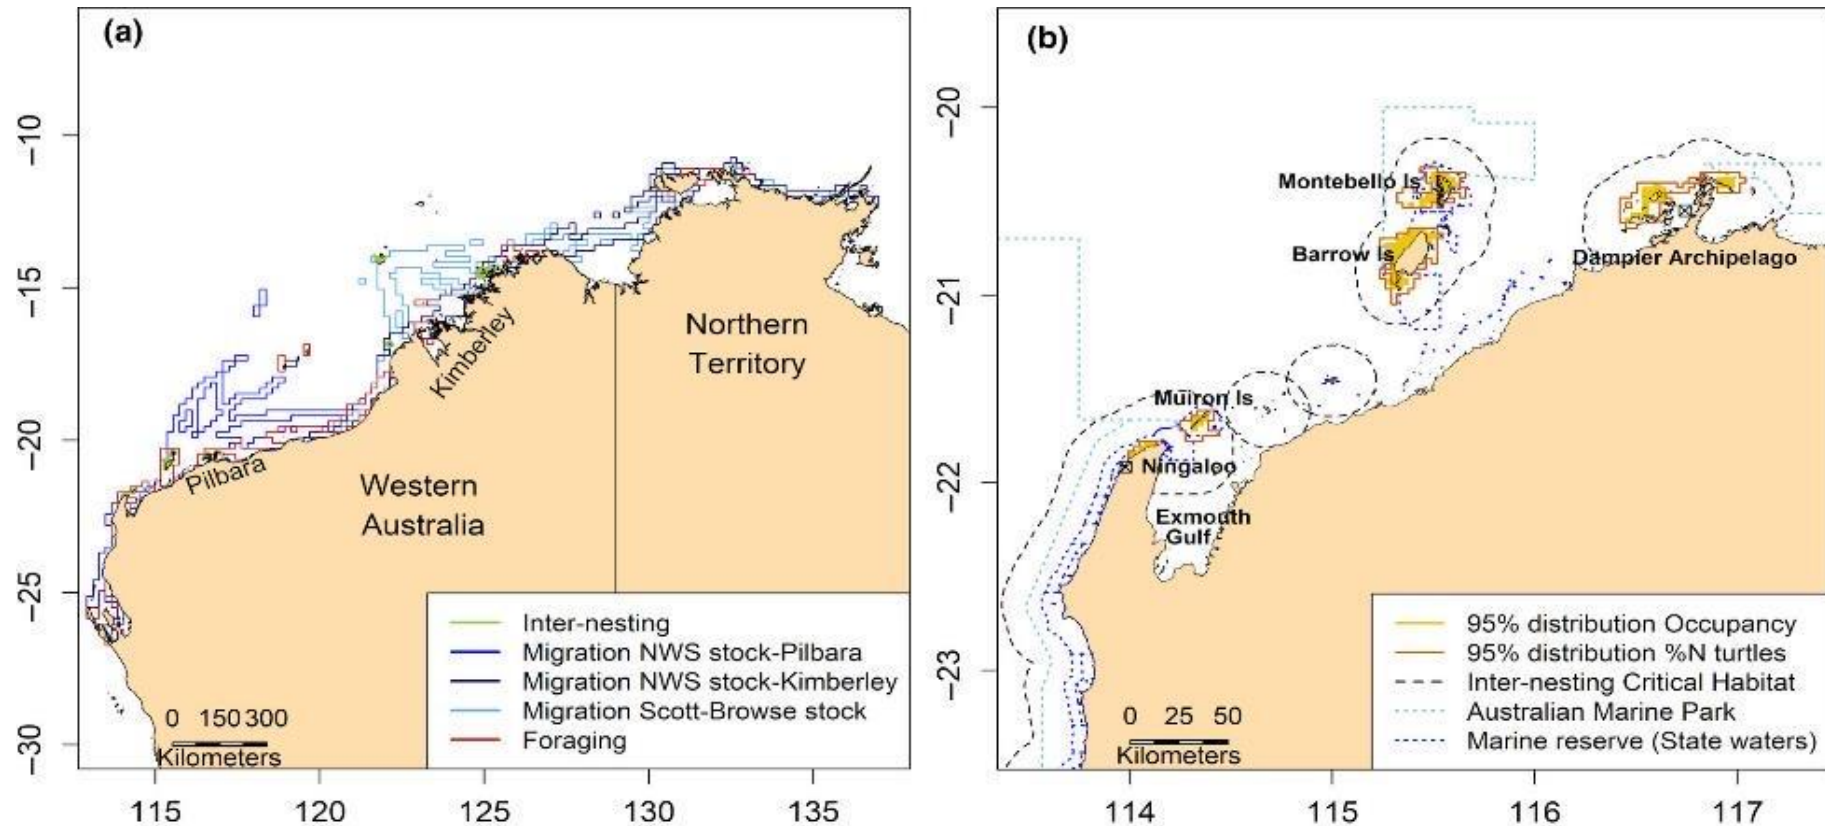 (a)
−10
−15
−20
−25
−30
115
120
125
130
135
Kimberley
Pilbara
Northern
Territory
Western
Australia
0 150 300
Kilometers
Inter-nesting
Migration NWS stock-Pilbara
Migration NWS stock-Kimberley
Migration Scott-Browse stock
Foraging
(b)
−20
−21
−22
−23
114
115
116
117
Montebello Is
Barrow Is
Dampier Archipelago
Muiron Is
Ningaloo
Exmouth
Gulf
0 25 50
Kilometers
95% distribution Occupancy
95% distribution %N turtles
Inter-nesting Critical Habitat
Australian Marine Park
Marine reserve (State waters)